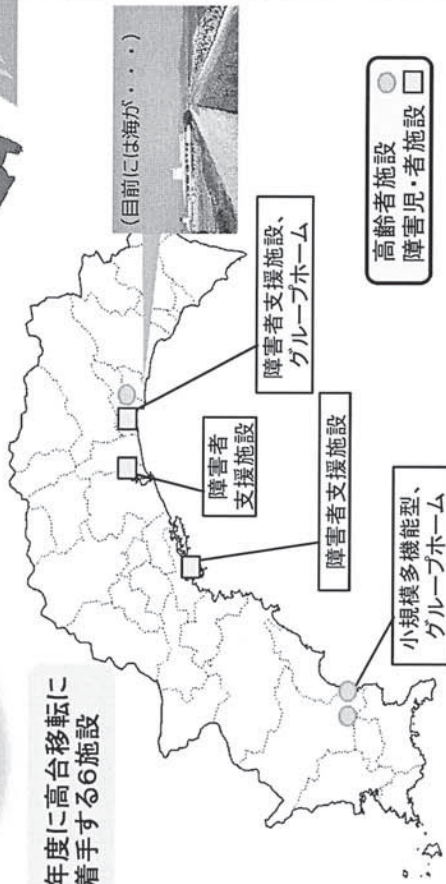 年度に高台移転に
着手する6施設
(目前には海が・・・)
障害者支援施設、
グループホーム
障害者
支援施設
障害者支援施設
小規模多機能型、
グループホーム
高齢者施設
障害児・者施設